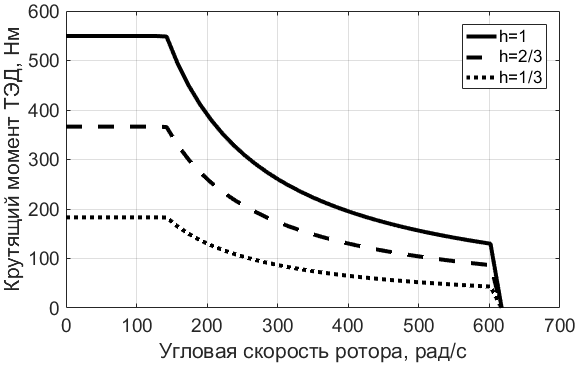 Крутящий момент ТЭД, Нм
600
500
400
300
200
100
0
h=1
h=2/3
h=1/3
0 100 200 300 400 500 600 700
Угловая скорость ротора, рад/с